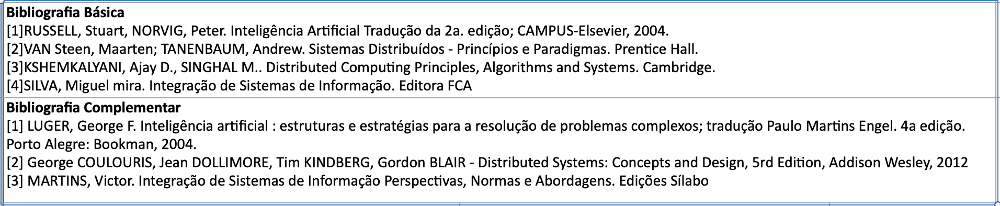 Bibliografia Básica
[1]RUSSELL, Stuart, NORVIG, Peter. Inteligência Artificial Tradução da 2a. edição; CAMPUS-Elsevier, 2004.
[2]VAN Steen, Maarten; TANENBAUM, Andrew. Sistemas Distribuídos - Princípios e Paradigmas. Prentice Hall.
[3]KSHEMKALYANI, Ajay D., SINGHAL M.. Distributed Computing Principles, Algorithms and Systems. Cambridge.
[4]SILVA, Miguel mira. Integração de Sistemas de Informação. Editora FCA
Bibliografia Complementar
[1] LUGER, George F. Inteligência artificial : estruturas e estratégias para a resolução de problemas complexos; tradução Paulo Martins Engel. 4a edição.
Porto Alegre: Bookman, 2004.
[2] George COULOURIS, Jean DOLLIMORE, Tim KINDBERG, Gordon BLAIR - Distributed Systems: Concepts and Design, 5rd Edition, Addison Wesley, 2012
[3] MARTINS, Victor. Integração de Sistemas de Informação Perspectivas, Normas e Abordagens. Edições Sílabo